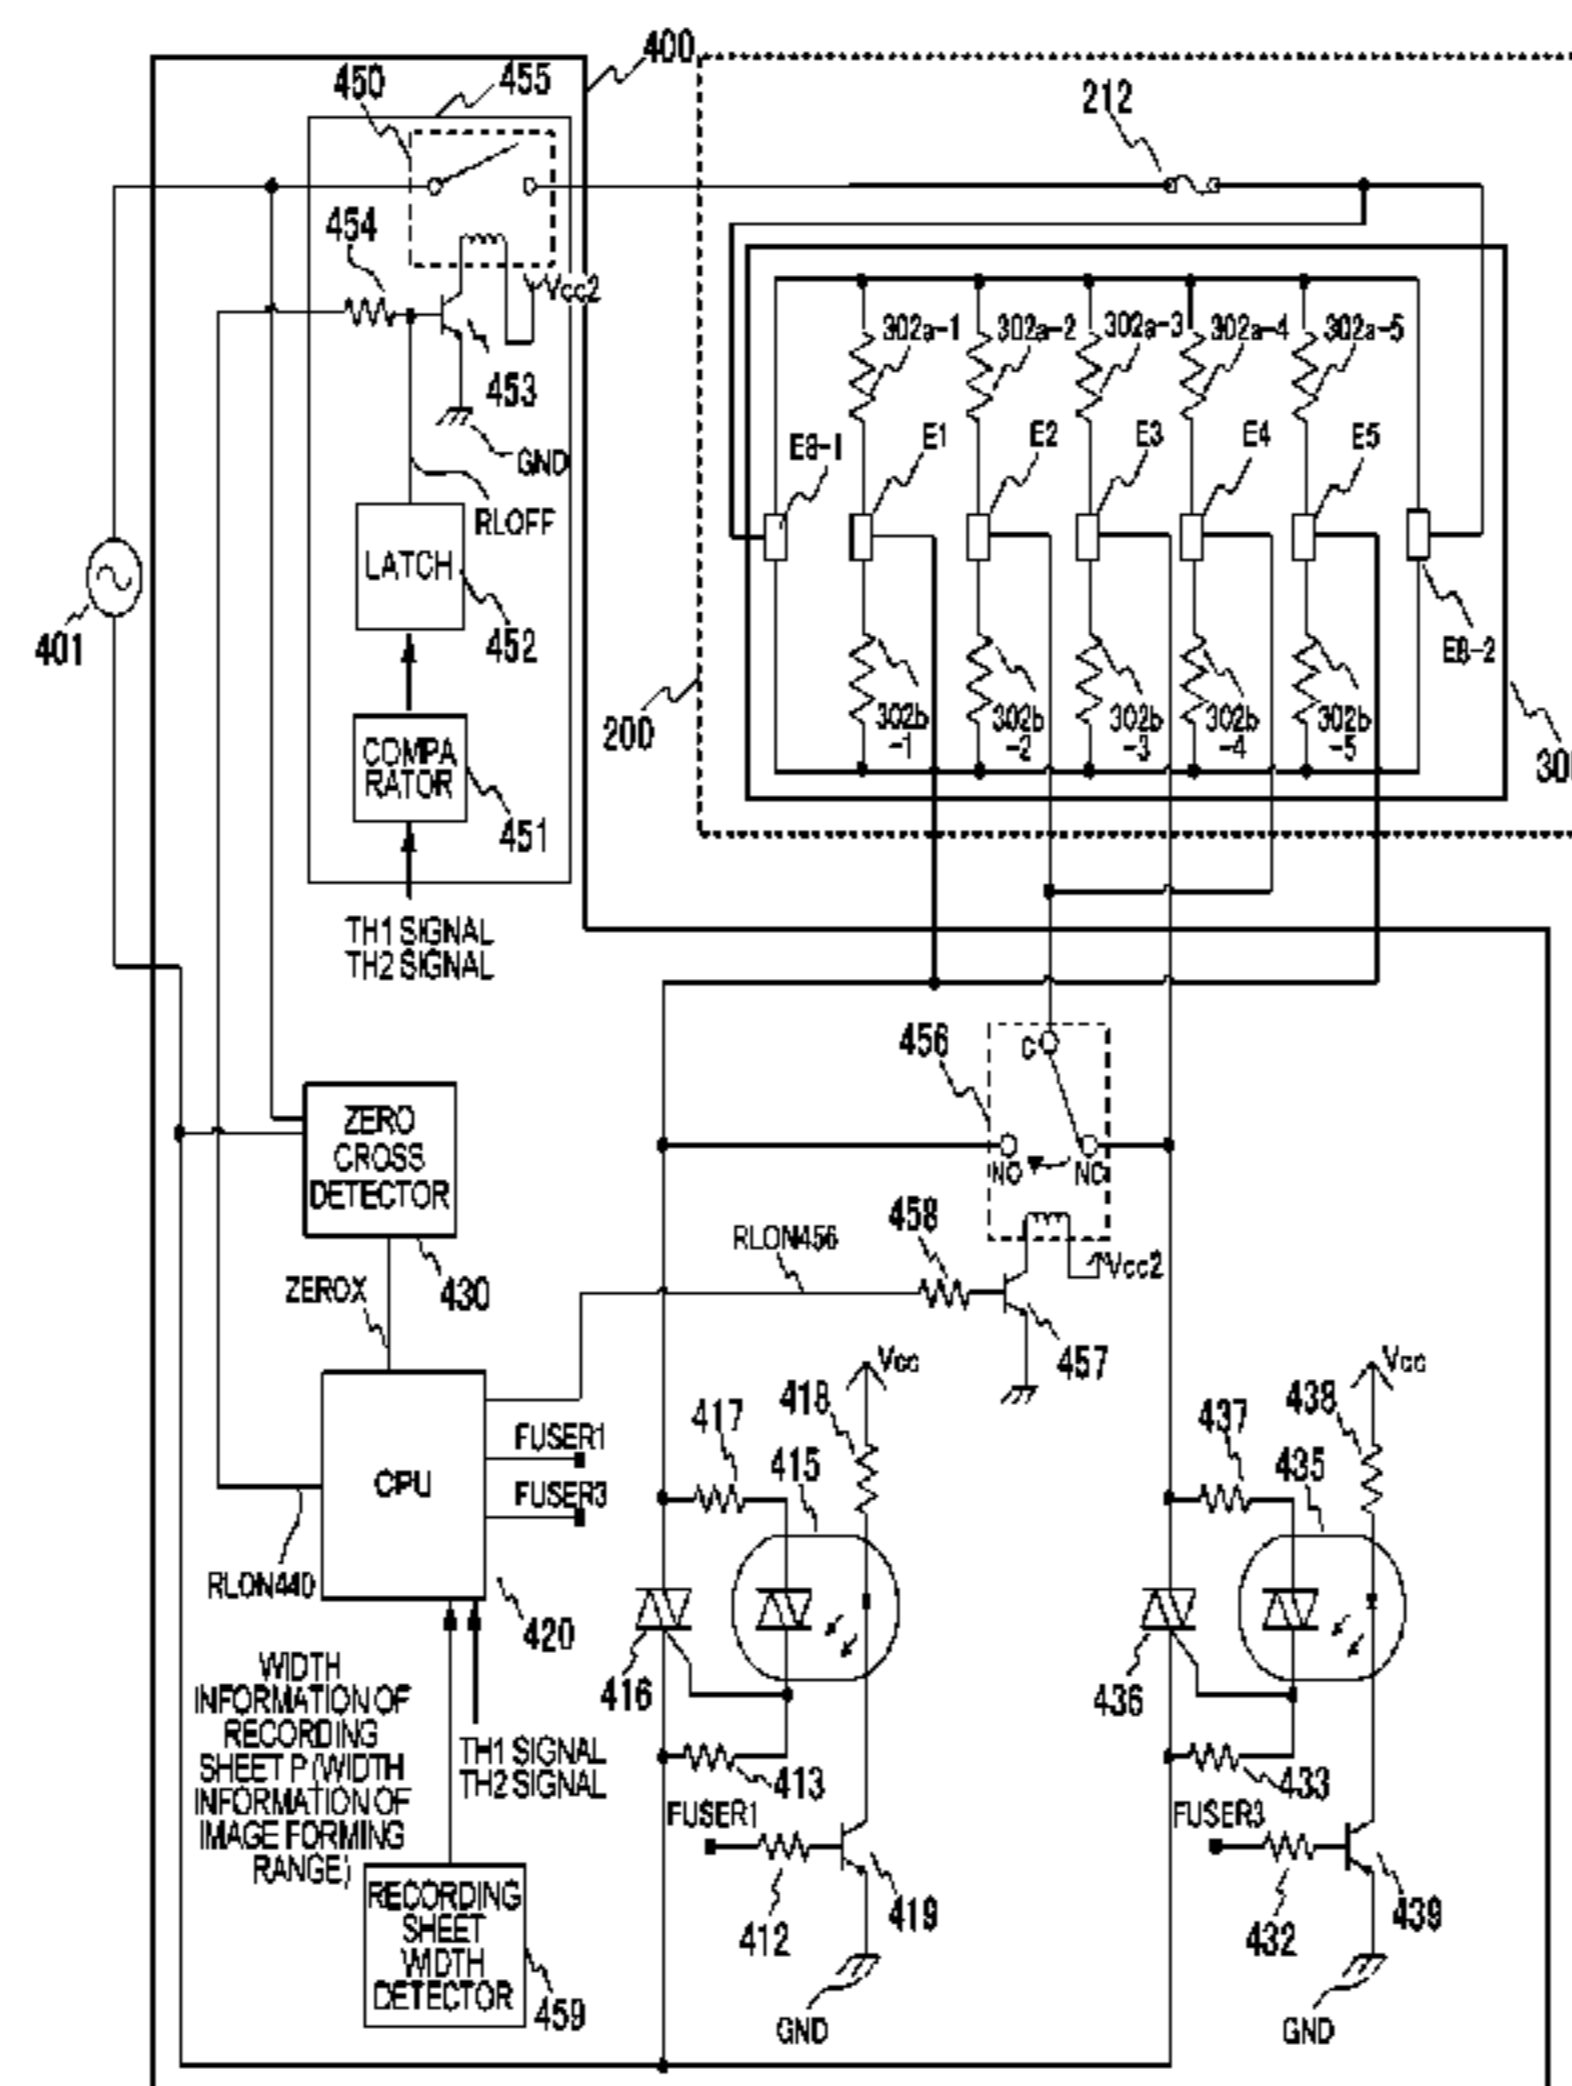 400
450
455
212
454
Vcc2
453
GND
RLOFF
LATCH
452
401
COMPA
RATOR
451
TH1 SIGNAL
TH2 SIGNAL
200
302a-1
302a-2
302a-3
302a-4
302a-5
E8-1
E1
E2
E3
E4
E5
E8-2
302b
-1
302b
-2
302b
-3
302b
-4
302b
-5
456
C
NO
NC
ZERO
CROSS
DETECTOR
430
ZEROX
RLON456
458
Vcc2
457
CPU
FUSER1
FUSER3
RLON440
420
WIDTH
INFORMATION OF
RECORDING
SHEET P (WIDTH
INFORMATION OF
IMAGE FORMING
RANGE)
TH1 SIGNAL
TH2 SIGNAL
RECORDING
SHEET
WIDTH
DETECTOR
459
Vcc
418
417
415
416
413
FUSER1
412
419
GND
Vcc
438
437
435
436
433
FUSER3
432
439
GND